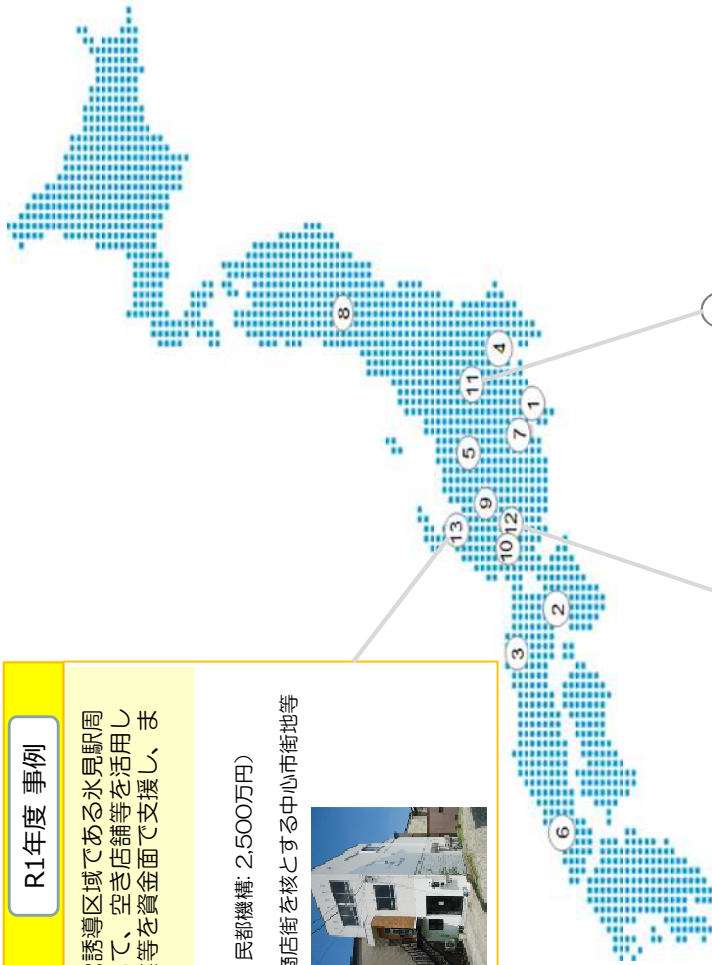 R1年度 事例
誘導区域である氷見駅周
て、空き店舗等を活用し
等を資金面で支援し、ま
民都機構: 2,500万円）
商店街を核とする中心市街地等
8
13
5
11
9
4
10
12
3
7
1
2
6